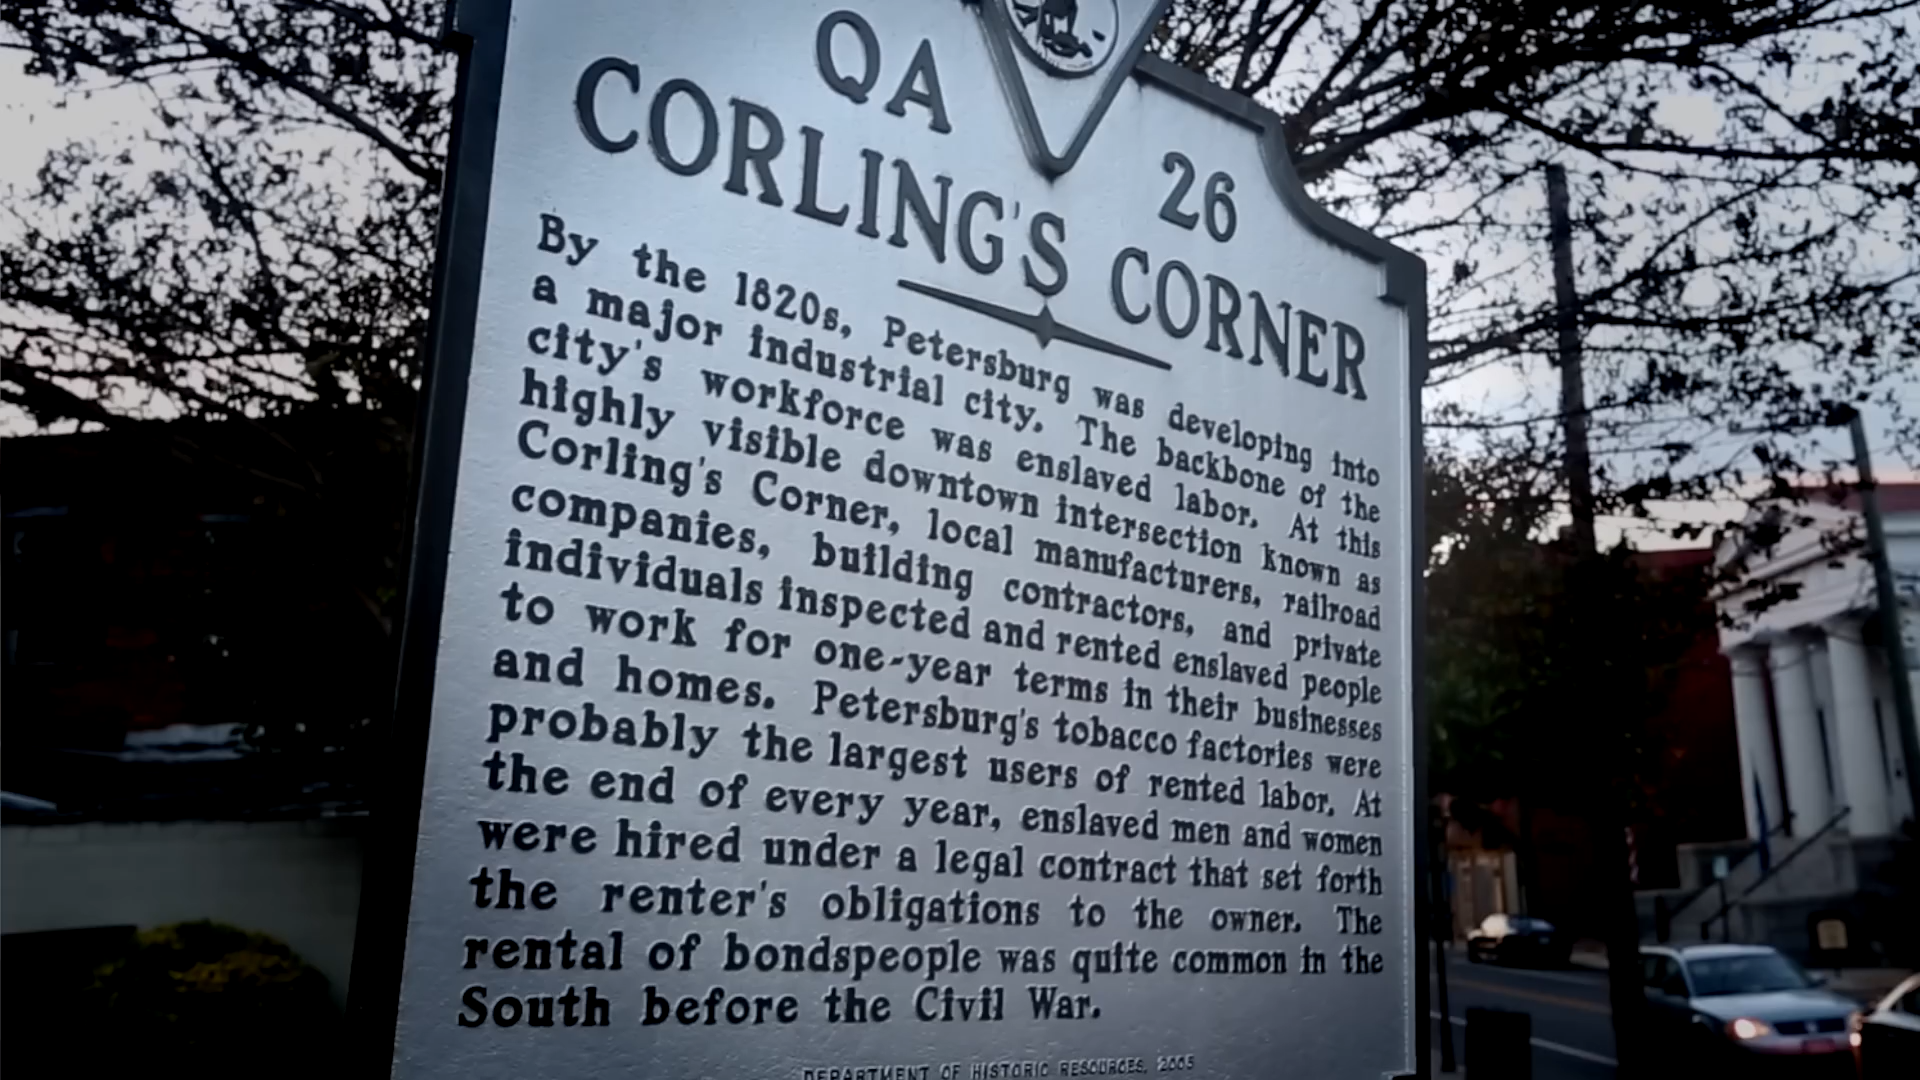 QA 26
CORLING'S CORNER
By the 1820s, Petersburg was developing into
a major industrial city. The backbone of the
city's workforce was enslaved labor. At this
highly visible downtown intersection known as
Corling's Corner, local manufacturers, railroad
companies, building contractors, and private
individuals inspected and rented enslaved people
to work for one-year terms in their businesses
and homes. Petersburg's tobacco factories were
probably the largest users of rented labor. At
the end of every year, enslaved men and women
were hired under a legal contract that set forth
the renter's obligations to the owner. The
rental of bondspeople was quite common in the
South before the Civil War.
DEPARTMENT OF HISTORIC RESOURCES, 2005